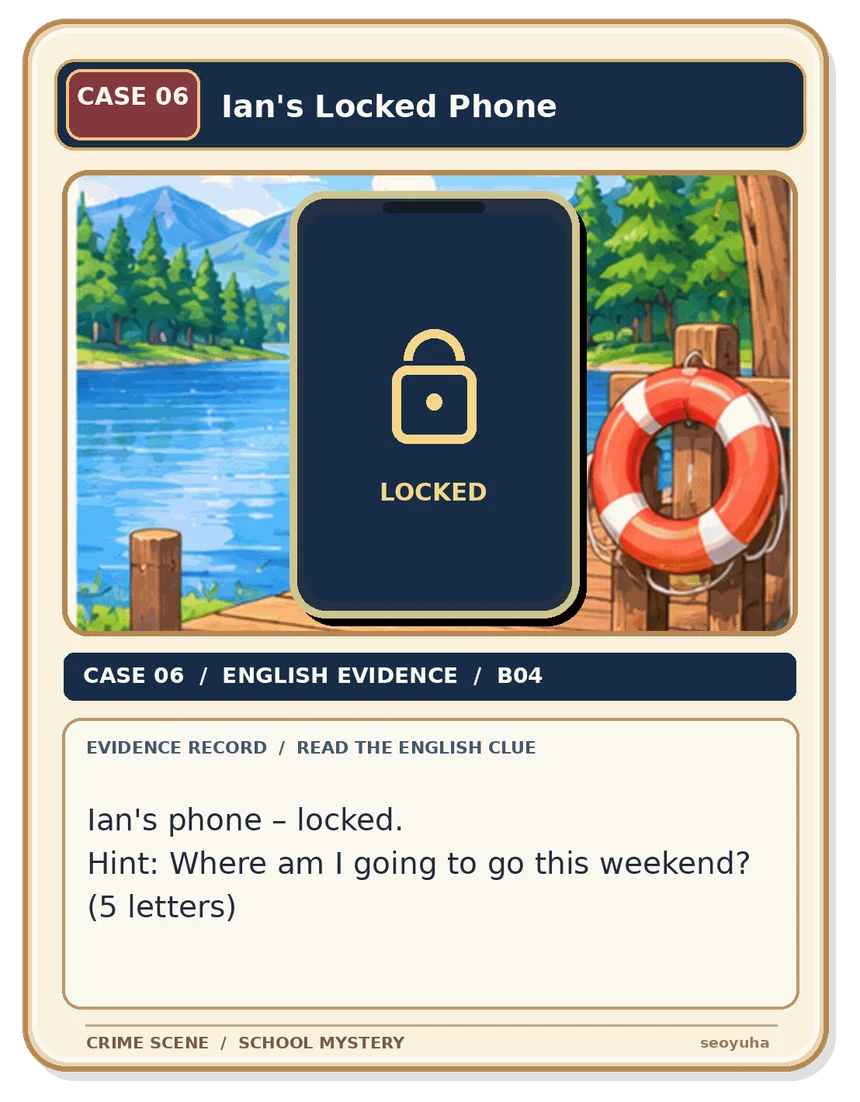 CASE 06
Ian's Locked Phone
LOCKED
CASE 06 / ENGLISH EVIDENCE / B04
EVIDENCE RECORD / READ THE ENGLISH CLUE
Ian's phone – locked.
Hint: Where am I going to go this weekend?
(5 letters)
CRIME SCENE / SCHOOL MYSTERY
seoyuha